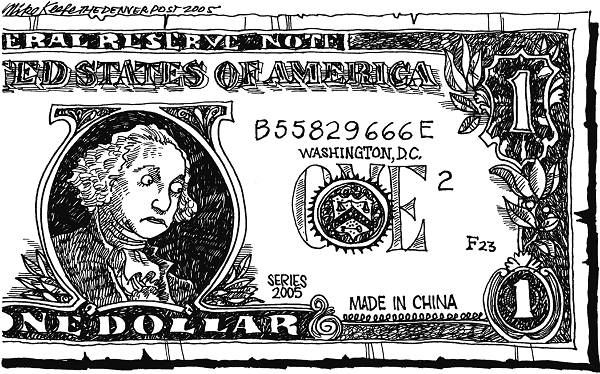 Mike Keefe THE DENVER POST 2005
ERAL RESERVE NOTE
ED STATES OF AMERICA
1
B55829666E
WASHINGTON, D.C.
ONE
2
F23
SERIES
2005
MADE IN CHINA
1
NE DOLLAR